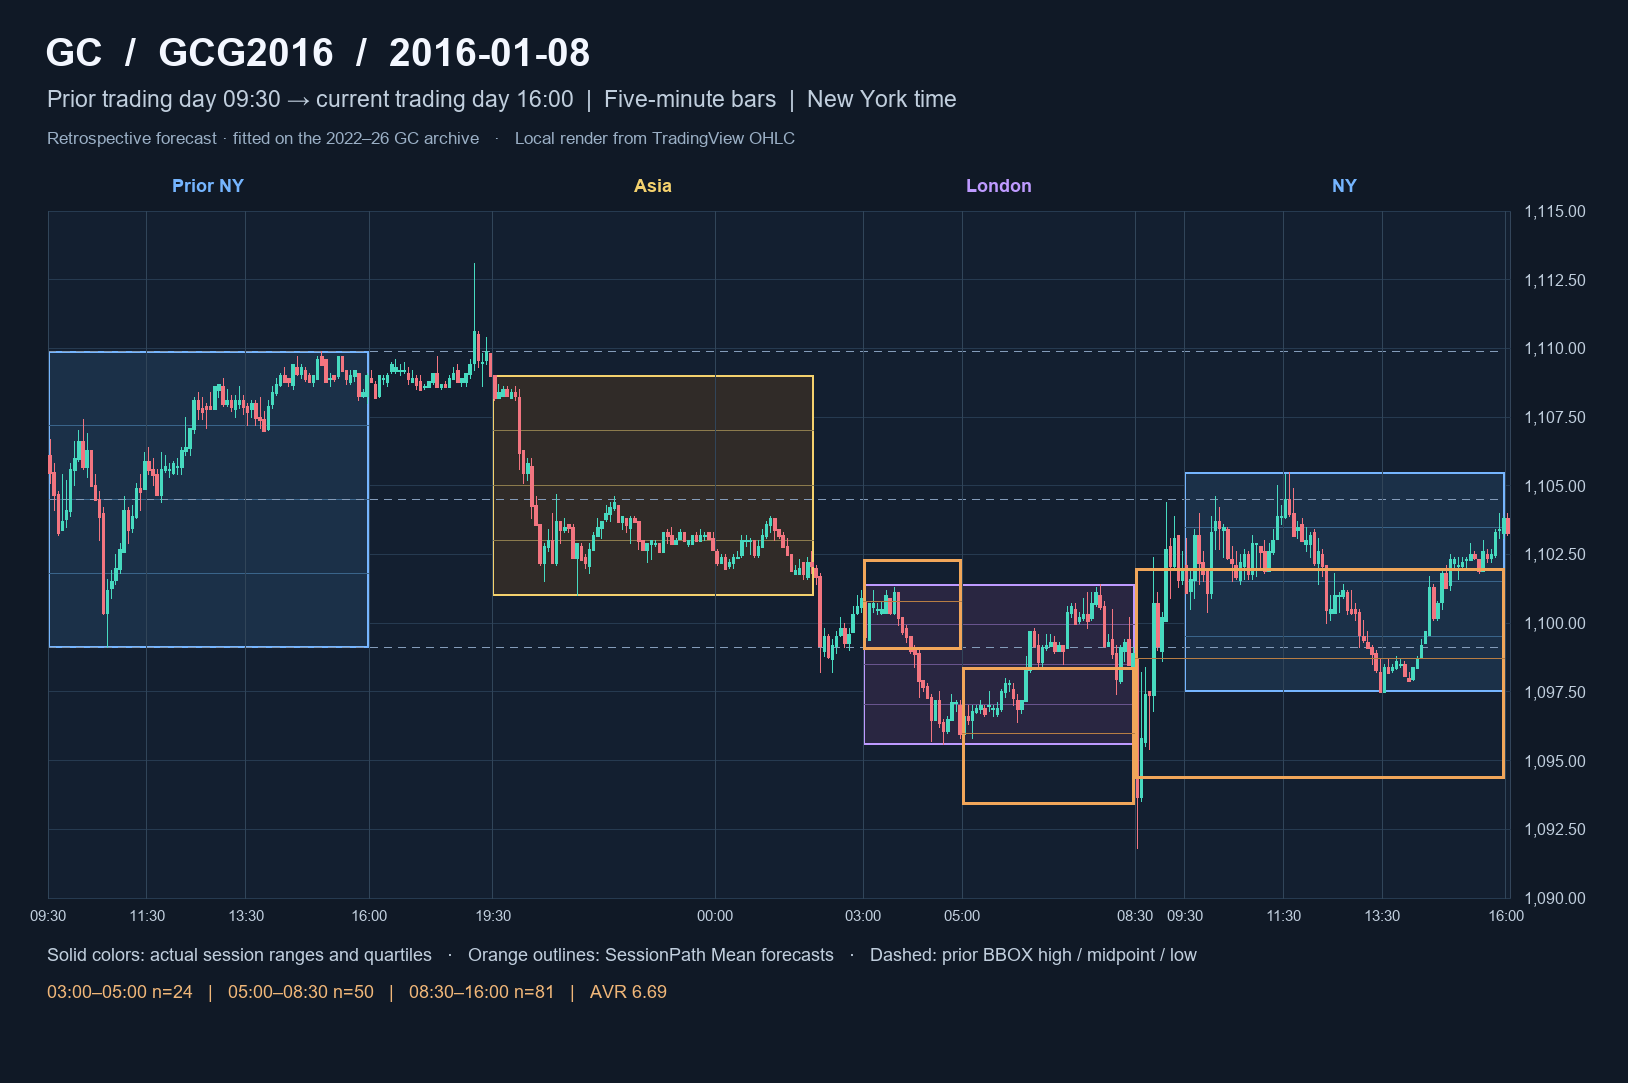 GC / GCG2016 / 2016-01-08
Prior trading day 09:30 → current trading day 16:00 | Five-minute bars | New York time
Retrospective forecast · fitted on the 2022–26 GC archive · Local render from TradingView OHLC
Prior NY Asia London NY
1,115.00
1,112.50
1,110.00
1,107.50
1,105.00
1,102.50
1,100.00
1,097.50
1,095.00
1,092.50
1,090.00
09:30 11:30 13:30 16:00 19:30 00:00 03:00 05:00 08:30 09:30 11:30 13:30 16:00
Solid colors: actual session ranges and quartiles · Orange outlines: SessionPath Mean forecasts · Dashed: prior BBOX high / midpoint / low
03:00–05:00 n=24 | 05:00–08:30 n=50 | 08:30–16:00 n=81 | AVR 6.69